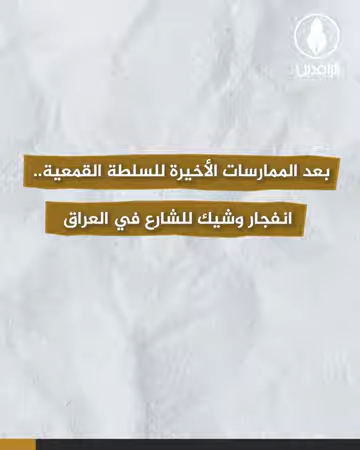 الرافدين
بعد الممارسات الأخيرة للسلطة القمعية..
انفجار وشيك للشارع في العراق